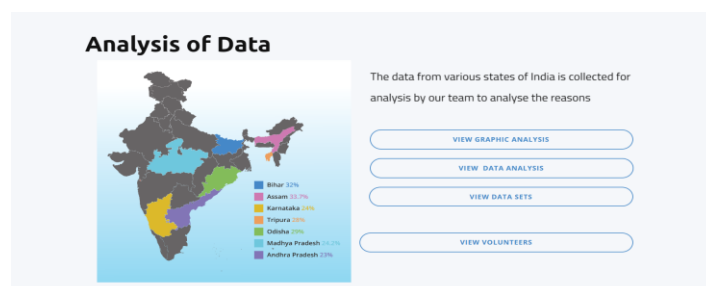 Analysis of Data
The data from various states of India is collected for
analysis by our team to analyse the reasons
VIEW GRAPHIC ANALYSIS
VIEW DATA ANALYSIS
VIEW DATA SETS
VIEW VOLUNTEERS
Bihar 32%
Assam 33.7%
Karnataka
Tripura
Odisha 29%
Madhya Pradesh
Andhra Pradesh 23%